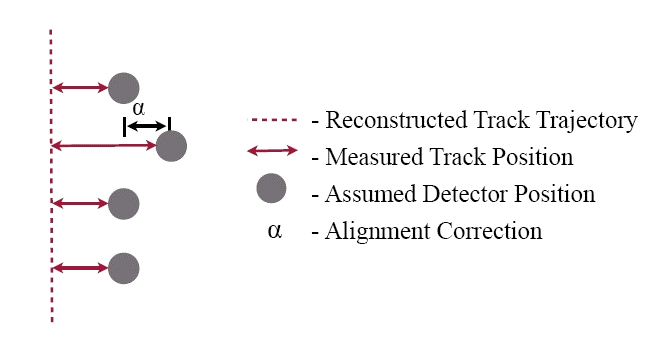 α
- Reconstructed Track Trajectory
- Measured Track Position
- Assumed Detector Position
α - Alignment Correction